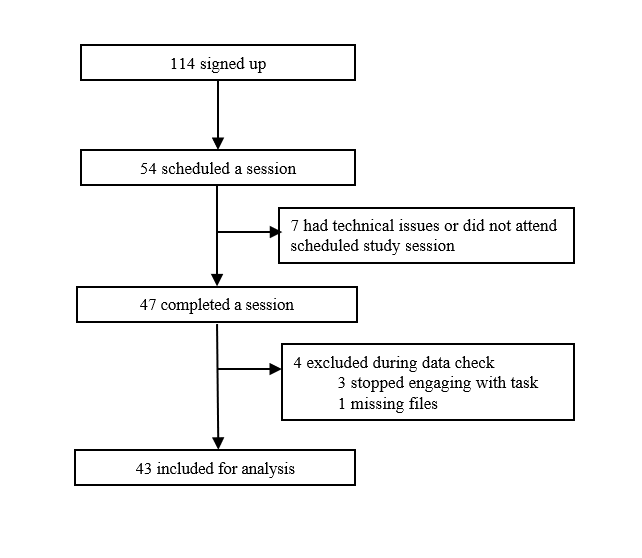 114 signed up
54 scheduled a session
7 had technical issues or did not attend
scheduled study session
47 completed a session
4 excluded during data check
3 stopped engaging with task
1 missing files
43 included for analysis